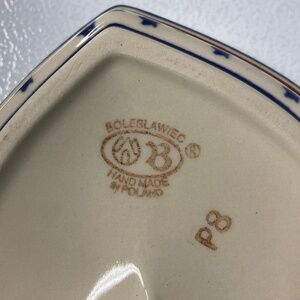 BOLESLAWIEC
B ®
HAND MADE
in POLAND
P8